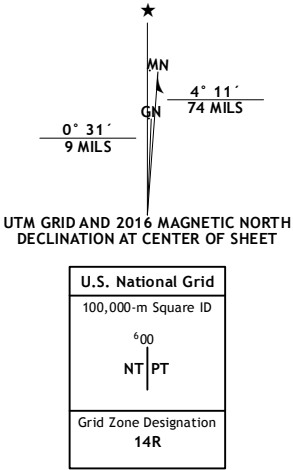 ★
MN
4° 11´
74 MILS
GN
0° 31´
9 MILS
UTM GRID AND 2016 MAGNETIC NORTH
DECLINATION AT CENTER OF SHEET
U.S. National Grid
100,000-m Square ID
⁶00
NT PT
Grid Zone Designation
14R